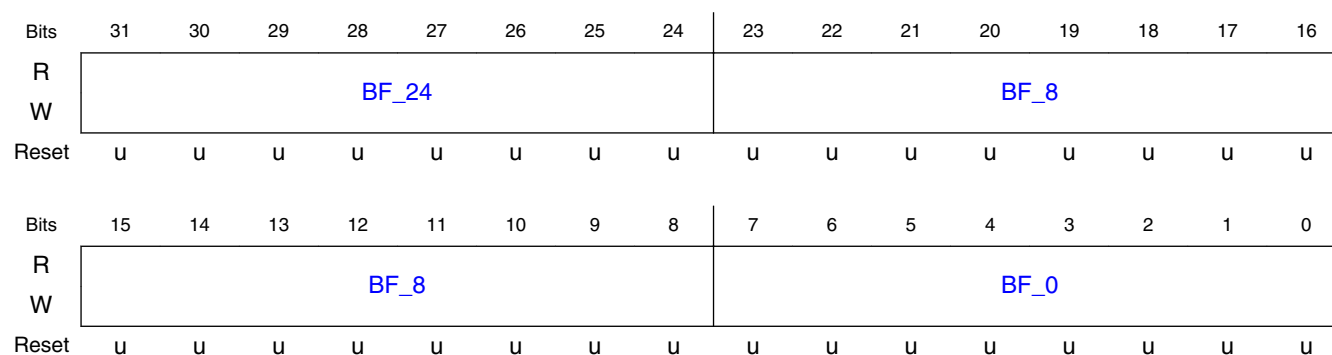 Bits 31 30 29 28 27 26 25 24 23 22 21 20 19 18 17 16
R
BF_24 BF_8
W
Reset u u u u u u u u u u u u u u u u
Bits 15 14 13 12 11 10 9 8 7 6 5 4 3 2 1 0
R
BF_8 BF_0
W
Reset u u u u u u u u u u u u u u u u